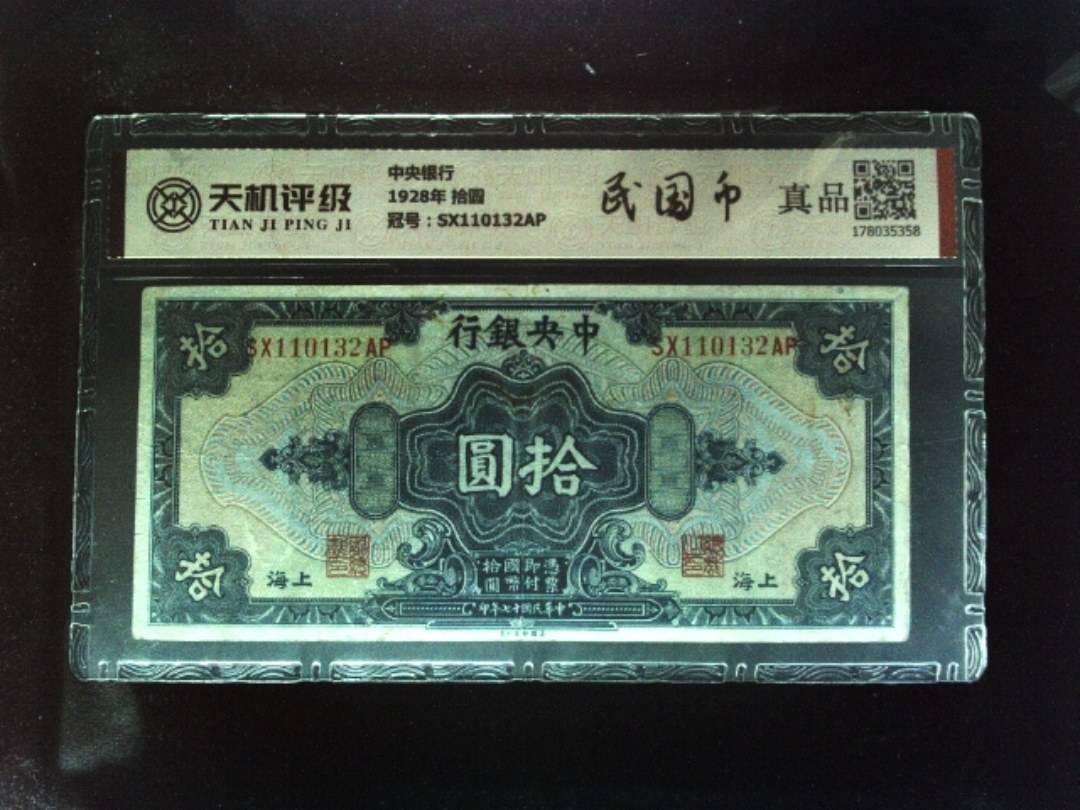 天机评级
TIAN JI PING JI
中央银行
1928年 拾圆
冠号：SX110132AP
民国币
真品
178035358
行銀央中
拾
拾
SX110132AP
SX110132AP
圓拾
上海
上海
拾
拾
憑票
即付
國幣
拾圓
印年七十國民華中